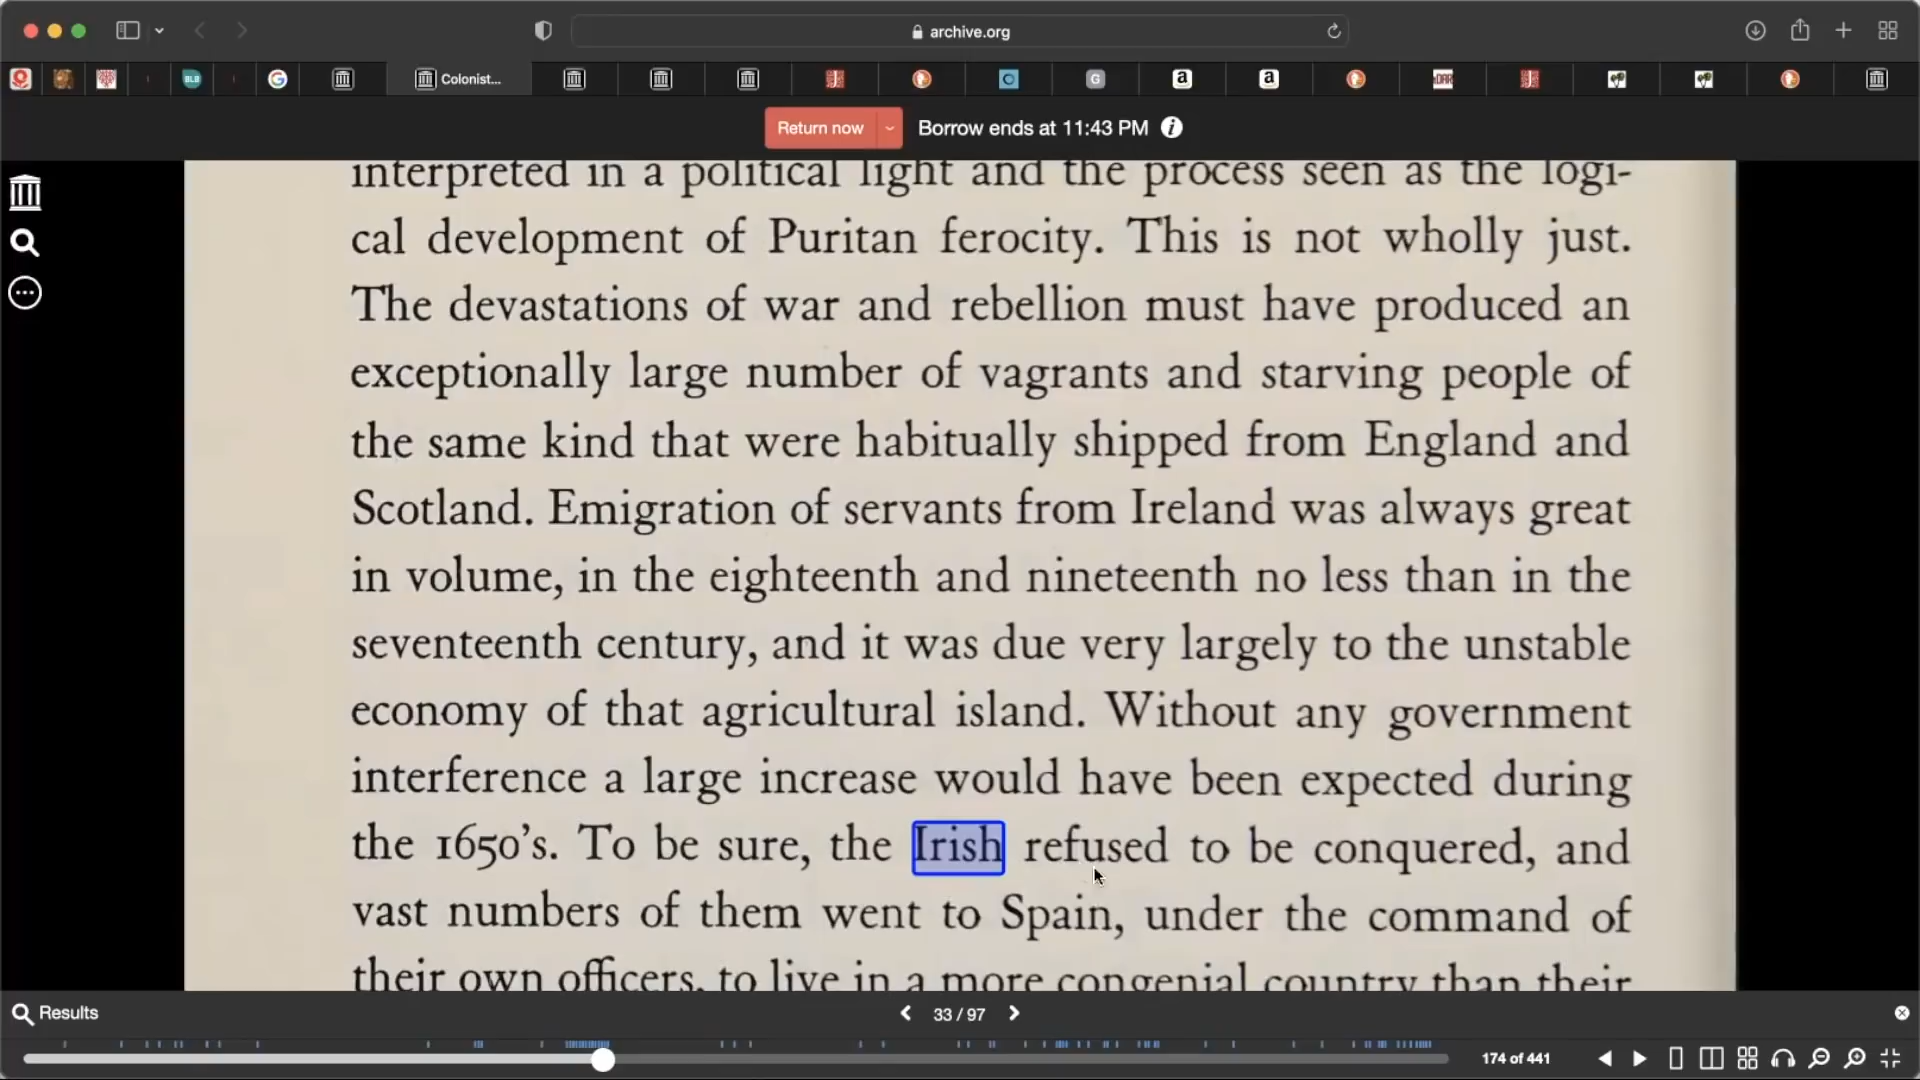 archive.org
BLB
Colonist...
G
a
a
DAR
Return now
Borrow ends at 11:43 PM
interpreted in a political light and the process seen as the logi-
cal development of Puritan ferocity. This is not wholly just.
The devastations of war and rebellion must have produced an
exceptionally large number of vagrants and starving people of
the same kind that were habitually shipped from England and
Scotland. Emigration of servants from Ireland was always great
in volume, in the eighteenth and nineteenth no less than in the
seventeenth century, and it was due very largely to the unstable
economy of that agricultural island. Without any government
interference a large increase would have been expected during
the 1650's. To be sure, the Irish refused to be conquered, and
vast numbers of them went to Spain, under the command of
their own officers, to live in a more congenial country than their
Results
33 / 97
174 of 441